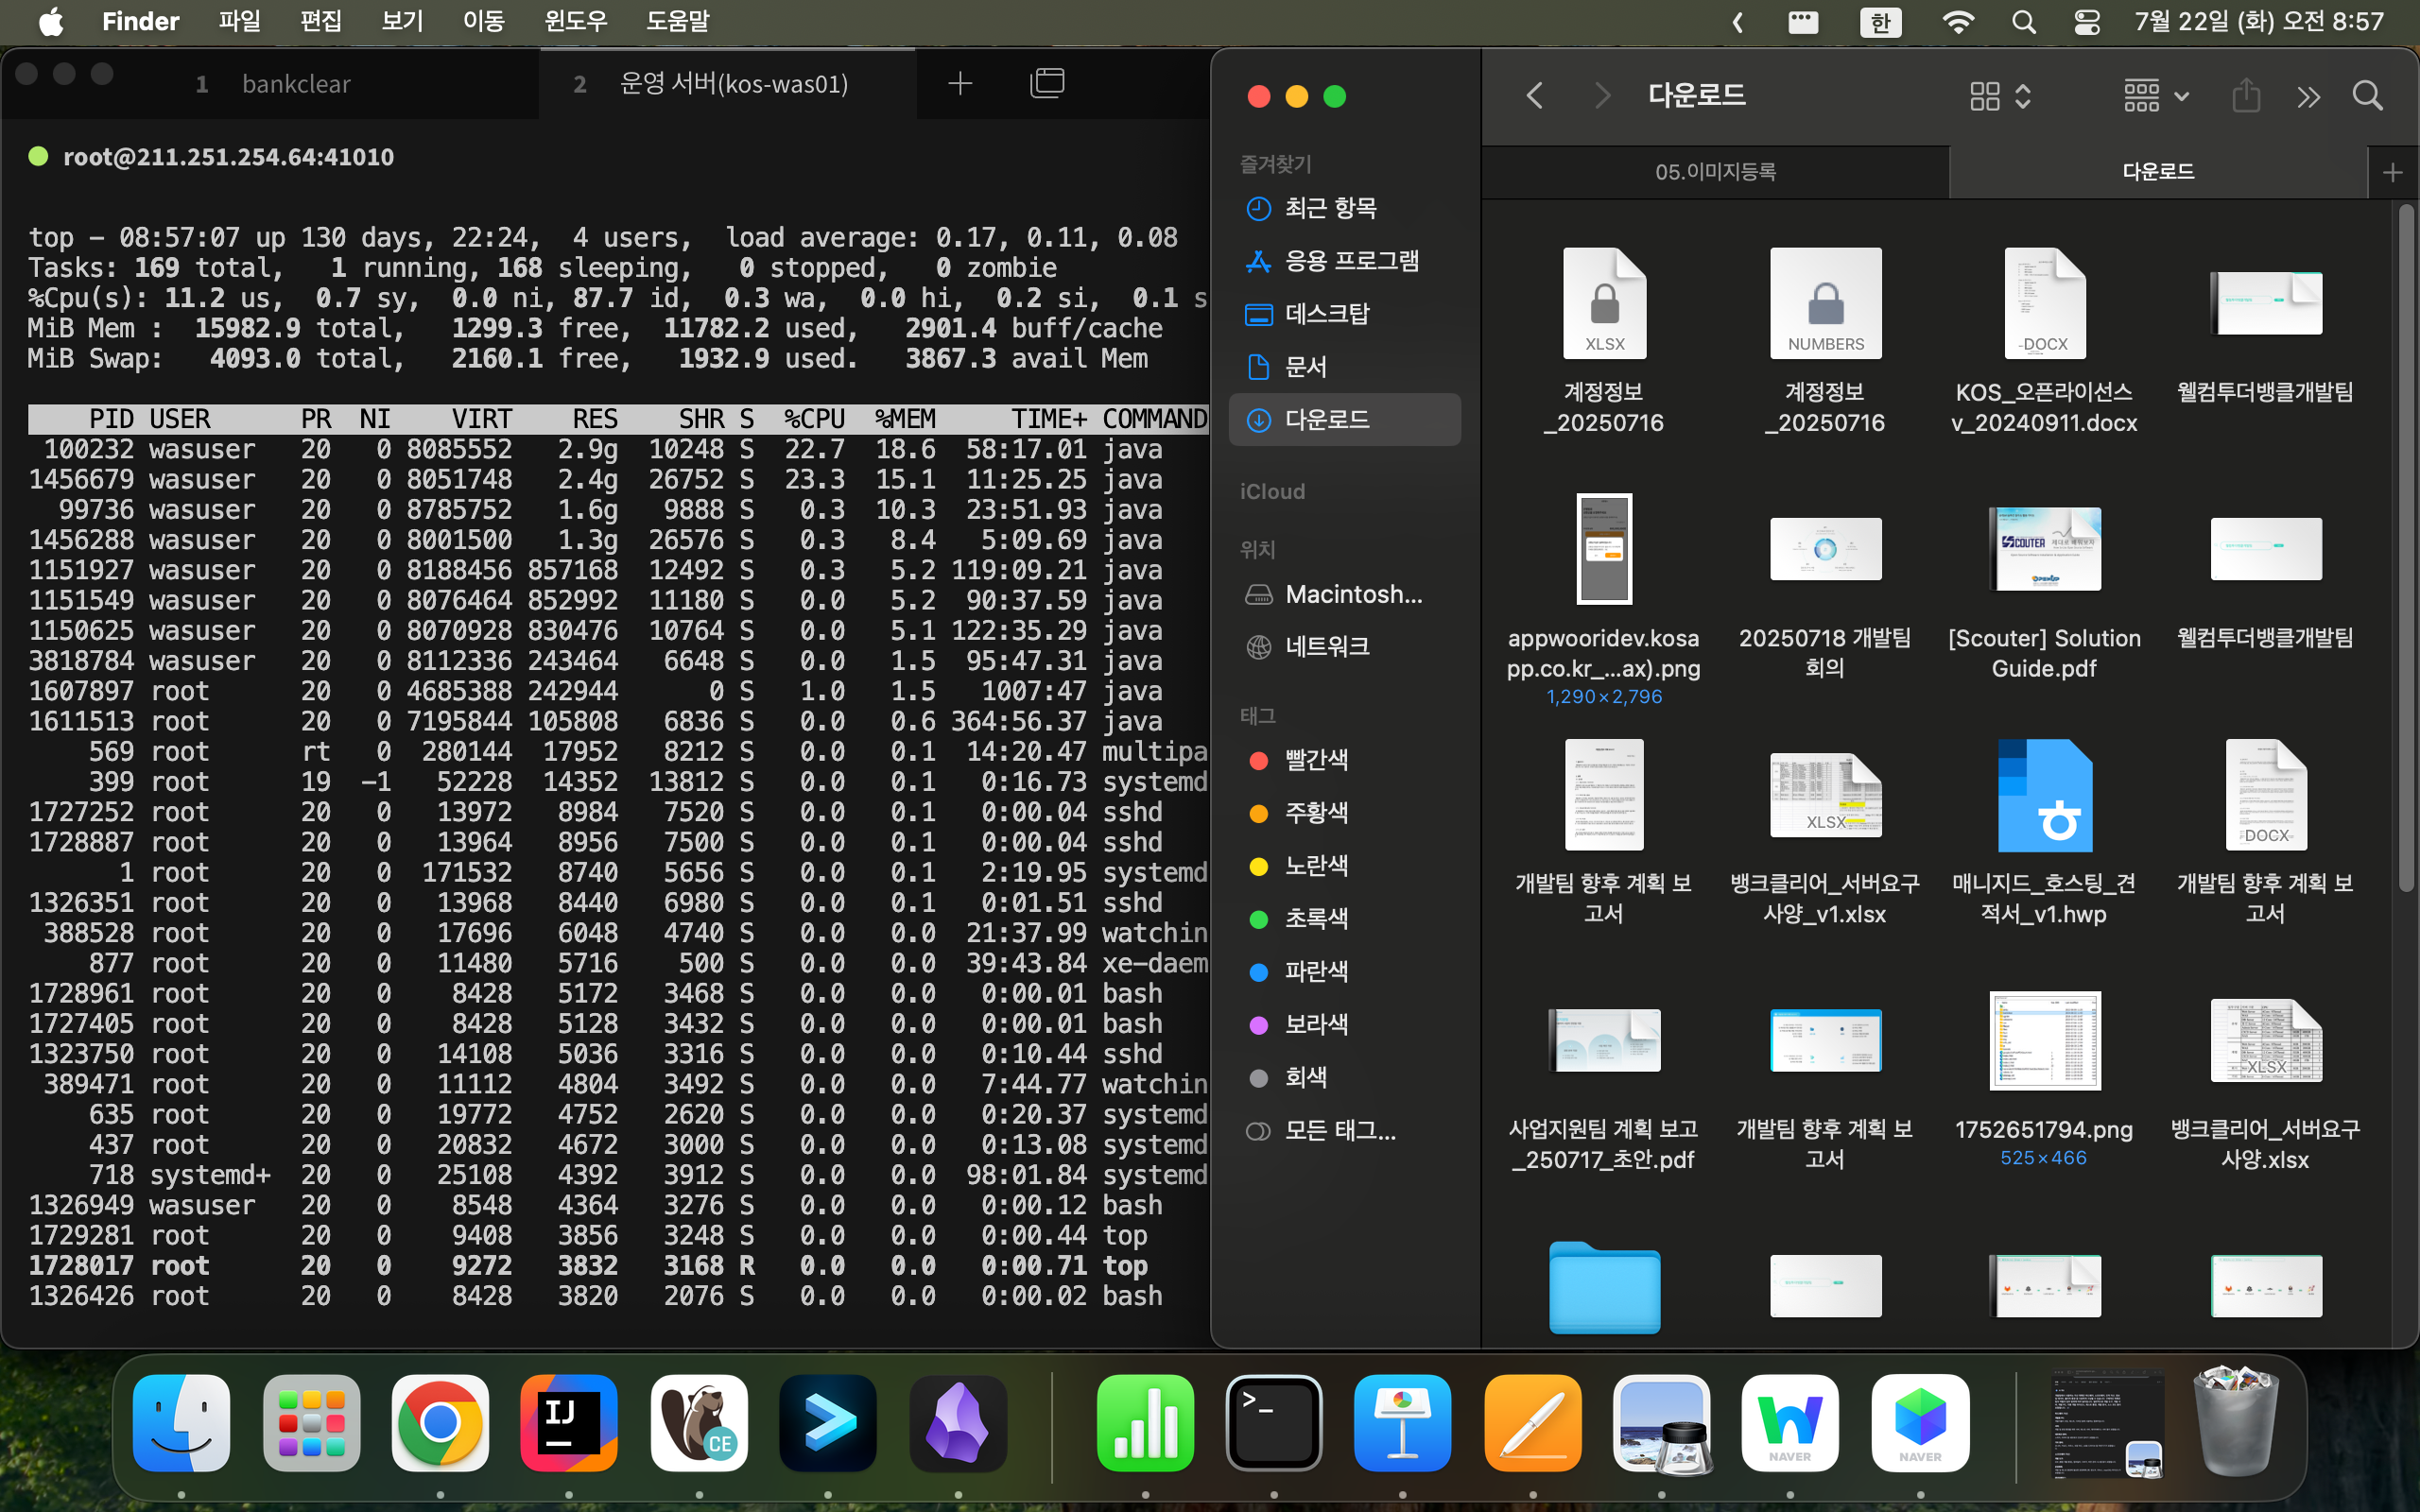 Finder 파일 편집 보기 이동 윈도우 도움말 한 7월 22일 (화) 오전 8:57
1 bankclear 2 운영 서버(kos-was01)
root@211.251.254.64:41010
top - 08:57:07 up 130 days, 22:24, 4 users, load average: 0.17, 0.11, 0.08
Tasks: 169 total, 1 running, 168 sleeping, 0 stopped, 0 zombie
%Cpu(s): 11.2 us, 0.7 sy, 0.0 ni, 87.7 id, 0.3 wa, 0.0 hi, 0.2 si, 0.1 s
MiB Mem : 15982.9 total, 1299.3 free, 11782.2 used, 2901.4 buff/cache
MiB Swap: 4093.0 total, 2160.1 free, 1932.9 used. 3867.3 avail Mem
PID USER PR NI VIRT RES SHR S %CPU %MEM TIME+ COMMAND
100232 wasuser 20 0 8085552 2.9g 10248 S 22.7 18.6 58:17.01 java
1456679 wasuser 20 0 8051748 2.4g 26752 S 23.3 15.1 11:25.25 java
99736 wasuser 20 0 8785752 1.6g 9888 S 0.3 10.3 23:51.93 java
1456288 wasuser 20 0 8001500 1.3g 26576 S 0.3 8.4 5:09.69 java
1151927 wasuser 20 0 8188456 857168 12492 S 0.3 5.2 119:09.21 java
1151549 wasuser 20 0 8076464 852992 11180 S 0.0 5.2 90:37.59 java
1150625 wasuser 20 0 8070928 830476 10764 S 0.0 5.1 122:35.29 java
3818784 wasuser 20 0 8112336 243464 6648 S 0.0 1.5 95:47.31 java
1607897 root 20 0 4685388 242944 0 S 1.0 1.5 1007:47 java
1611513 root 20 0 7195844 105808 6836 S 0.0 0.6 364:56.37 java
569 root rt 0 280144 17952 8212 S 0.0 0.1 14:20.47 multipa
399 root 19 -1 52228 14352 13812 S 0.0 0.1 0:16.73 systemd
1727252 root 20 0 13972 8984 7520 S 0.0 0.1 0:00.04 sshd
1728887 root 20 0 13964 8956 7500 S 0.0 0.1 0:00.04 sshd
1 root 20 0 171532 8740 5656 S 0.0 0.1 2:19.95 systemd
1326351 root 20 0 13968 8440 6980 S 0.0 0.1 0:01.51 sshd
388528 root 20 0 17696 6048 4740 S 0.0 0.0 21:37.99 watchin
877 root 20 0 11480 5716 500 S 0.0 0.0 39:43.84 xe-daem
1728961 root 20 0 8428 5172 3468 S 0.0 0.0 0:00.01 bash
1727405 root 20 0 8428 5128 3432 S 0.0 0.0 0:00.01 bash
1323750 root 20 0 14108 5036 3316 S 0.0 0.0 0:10.44 sshd
389471 root 20 0 11112 4804 3492 S 0.0 0.0 7:44.77 watchin
635 root 20 0 19772 4752 2620 S 0.0 0.0 0:20.37 systemd
437 root 20 0 20832 4672 3000 S 0.0 0.0 0:13.08 systemd
718 systemd+ 20 0 25108 4392 3912 S 0.0 0.0 98:01.84 systemd
1326949 wasuser 20 0 8548 4364 3276 S 0.0 0.0 0:00.12 bash
1729281 root 20 0 9408 3856 3248 S 0.0 0.0 0:00.44 top
1728017 root 20 0 9272 3832 3168 R 0.0 0.0 0:00.71 top
1326426 root 20 0 8428 3820 2076 S 0.0 0.0 0:00.02 bash
즐겨찾기
최근 항목
응용 프로그램
데스크탑
문서
다운로드
iCloud
위치
Macintosh...
네트워크
태그
빨간색
주황색
노란색
초록색
파란색
보라색
회색
모든 태그...
다운로드
05.이미지등록 다운로드
XLSX NUMBERS DOCX
계정정보
_20250716
계정정보
_20250716
KOS_오픈라이선스
v_20240911.docx
웰컴투더뱅클개발팀
SCOUTER
appwooridev.kosa
pp.co.kr_...ax).png
1,290×2,796
20250718 개발팀
회의
[Scouter] Solution
Guide.pdf
웰컴투더뱅클개발팀
XLSX DOCX
개발팀 향후 계획 보
고서
뱅크클리어_서버요구
사양_v1.xlsx
매니지드_호스팅_견
적서_v1.hwp
개발팀 향후 계획 보
고서
XLSX
사업지원팀 계획 보고
_250717_초안.pdf
개발팀 향후 계획 보
고서
1752651794.png
525×466
뱅크클리어_서버요구
사양.xlsx
IJ
CE
>_
NAVER
NAVER